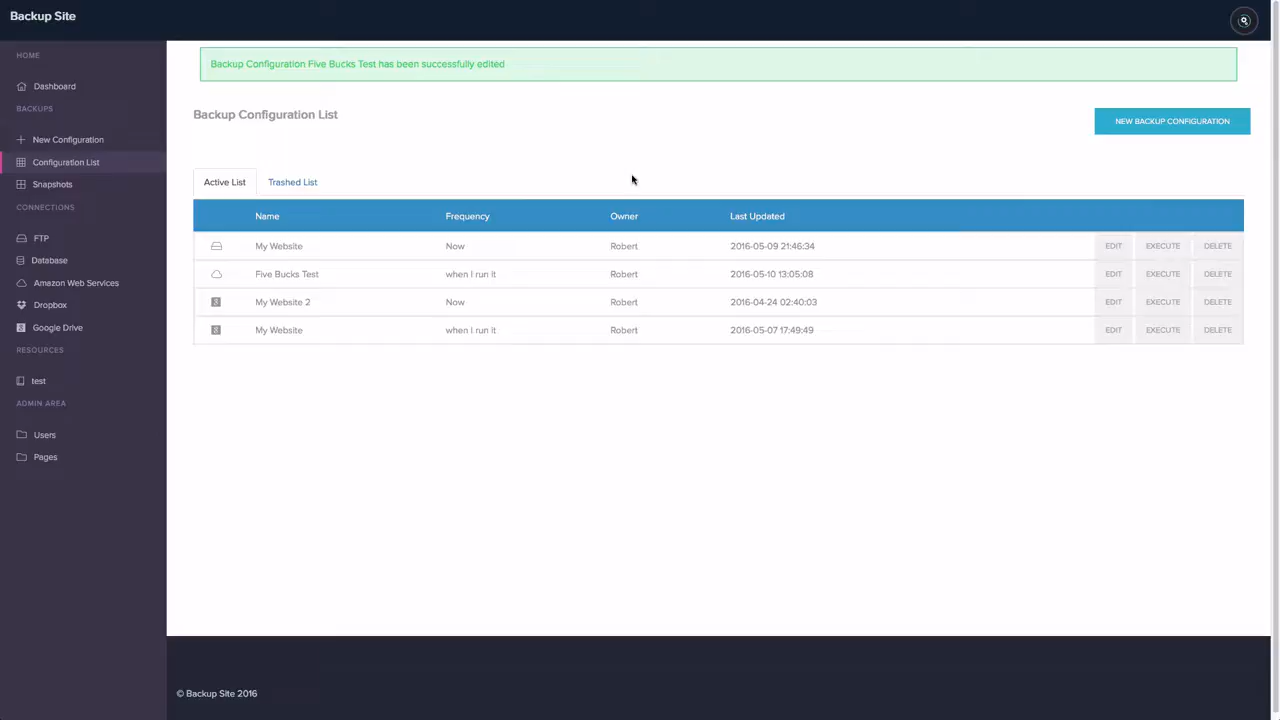 Backup Site
HOME
Dashboard
BACKUPS
New Configuration
Configuration List
Snapshots
CONNECTIONS
FTP
Database
Amazon Web Services
Dropbox
Google Drive
RESOURCES
test
ADMIN AREA
Users
Pages
Backup Configuration Five Bucks Test has been successfully edited
Backup Configuration List
NEW BACKUP CONFIGURATION
Active List Trashed List
Name Frequency Owner Last Updated
My Website Now Robert 2016-05-09 21:46:34 EDIT EXECUTE DELETE
Five Bucks Test when I run it Robert 2016-05-10 13:05:08 EDIT EXECUTE DELETE
My Website 2 Now Robert 2016-04-24 02:40:03 EDIT EXECUTE DELETE
My Website when I run it Robert 2016-05-07 17:49:49 EDIT EXECUTE DELETE
© Backup Site 2016